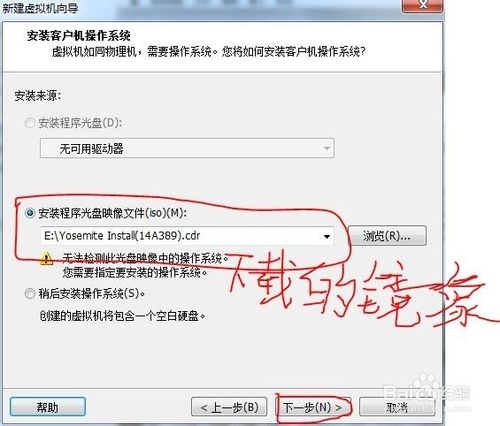 新建虚拟机向导
安装客户机操作系统
虚拟机如同物理机，需要操作系统。您将如何安装客户机操作系统?
安装来源:
安装程序光盘(D):
无可用驱动器
安装程序光盘映像文件(iso)(M):
E:\Yosemite Install(14A389).cdr
浏览(R)...
无法检测此光盘映像中的操作系统。
您需要指定要安装的操作系统。
下载的镜像
稍后安装操作系统(S)。
创建的虚拟机将包含一个空白硬盘。
帮助
< 上一步(B)
下一步(N) >
取消
Baidu经验